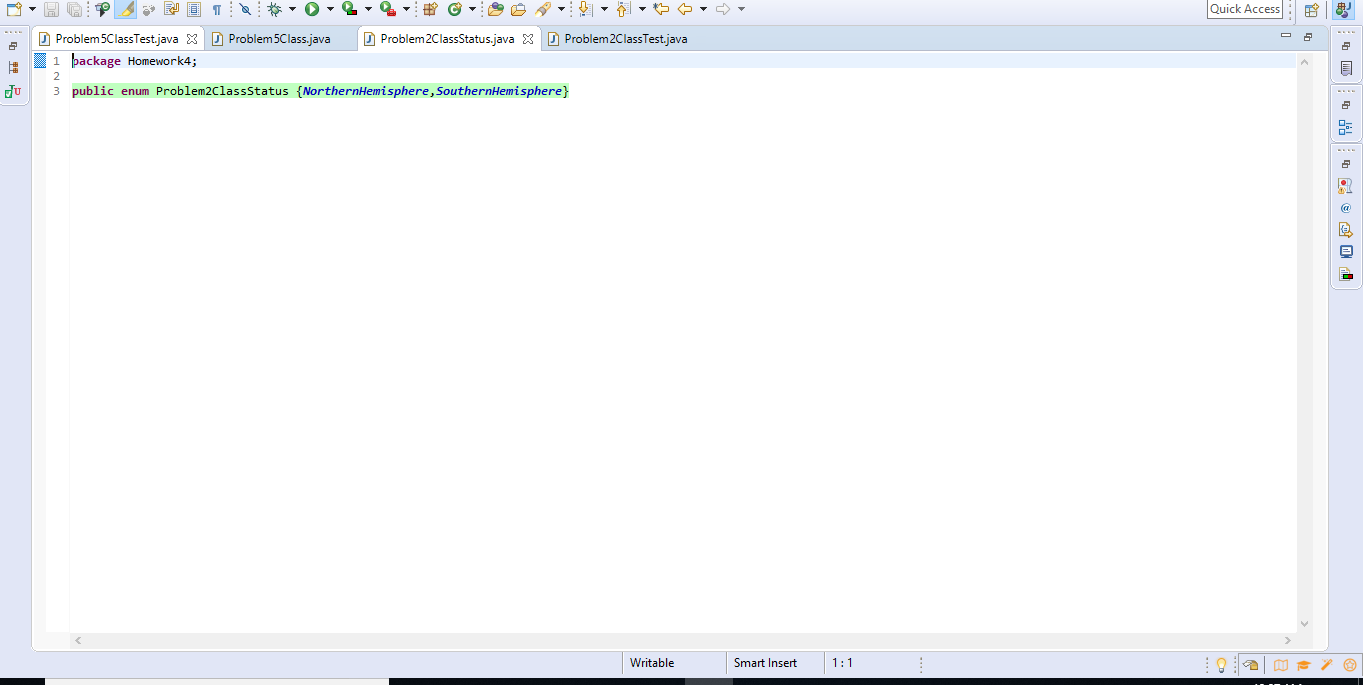 Quick Access
Problem5ClassTest.java
Problem5Class.java
Problem2ClassStatus.java
Problem2ClassTest.java
1 package Homework4;
2
3 public enum Problem2ClassStatus {NorthernHemisphere,SouthernHemisphere}
Writable
Smart Insert
1 : 1